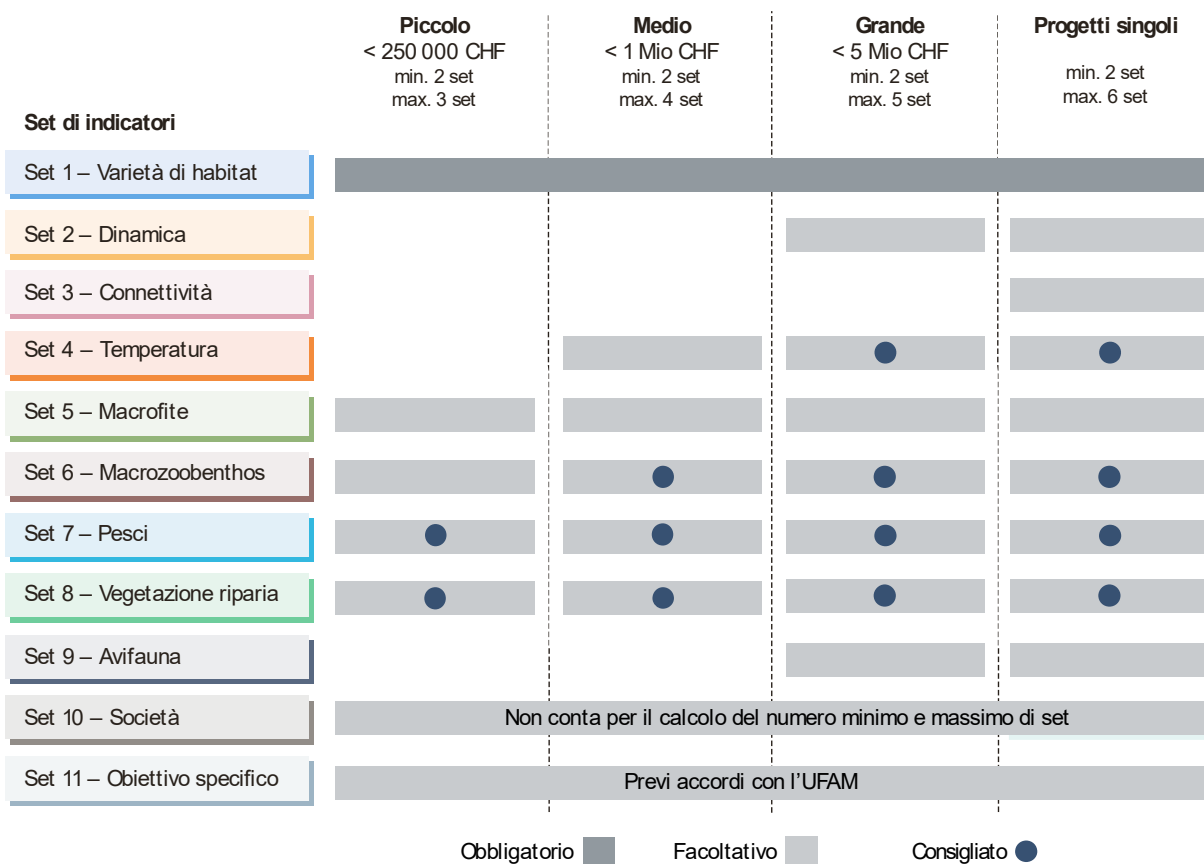 Piccolo
< 250 000 CHF
min. 2 set
max. 3 set
Medio
< 1 Mio CHF
min. 2 set
max. 4 set
Grande
< 5 Mio CHF
min. 2 set
max. 5 set
Progetti singoli
min. 2 set
max. 6 set
Set di indicatori
Set 1 – Varietà di habitat
Set 2 – Dinamica
Set 3 – Connettività
Set 4 – Temperatura
Set 5 – Macrofite
Set 6 – Macrozoobenthos
Set 7 – Pesci
Set 8 – Vegetazione riparia
Set 9 – Avifauna
Set 10 – Società
Non conta per il calcolo del numero minimo e massimo di set
Set 11 – Obiettivo specifico
Previ accordi con l'UFAM
Obbligatorio
Facoltativo
Consigliato